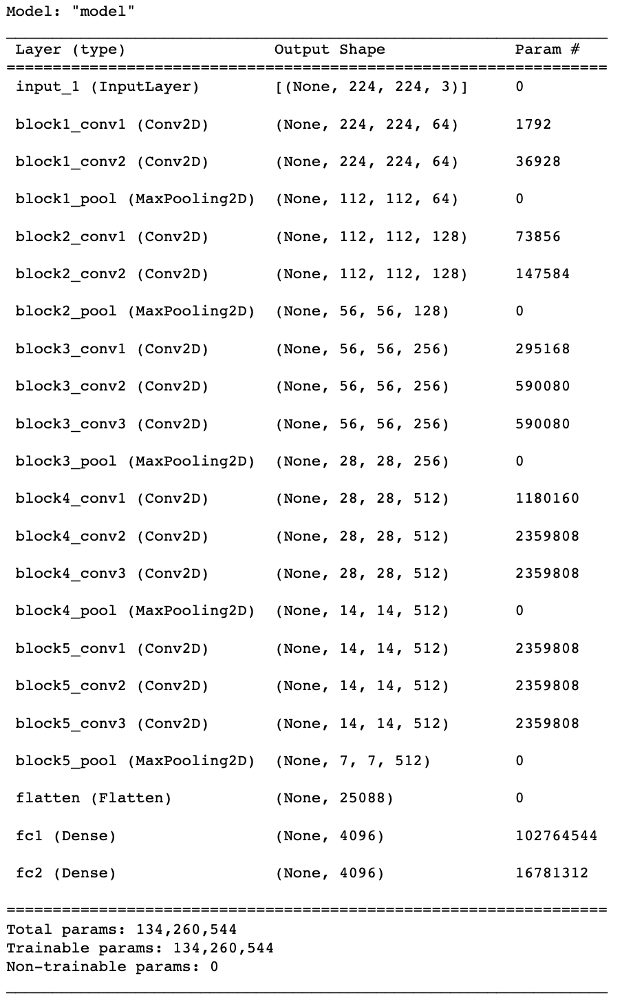 Model: "model"
Layer (type) Output Shape Param #
=================================================================
input_1 (InputLayer) [(None, 224, 224, 3)] 0
block1_conv1 (Conv2D) (None, 224, 224, 64) 1792
block1_conv2 (Conv2D) (None, 224, 224, 64) 36928
block1_pool (MaxPooling2D) (None, 112, 112, 64) 0
block2_conv1 (Conv2D) (None, 112, 112, 128) 73856
block2_conv2 (Conv2D) (None, 112, 112, 128) 147584
block2_pool (MaxPooling2D) (None, 56, 56, 128) 0
block3_conv1 (Conv2D) (None, 56, 56, 256) 295168
block3_conv2 (Conv2D) (None, 56, 56, 256) 590080
block3_conv3 (Conv2D) (None, 56, 56, 256) 590080
block3_pool (MaxPooling2D) (None, 28, 28, 256) 0
block4_conv1 (Conv2D) (None, 28, 28, 512) 1180160
block4_conv2 (Conv2D) (None, 28, 28, 512) 2359808
block4_conv3 (Conv2D) (None, 28, 28, 512) 2359808
block4_pool (MaxPooling2D) (None, 14, 14, 512) 0
block5_conv1 (Conv2D) (None, 14, 14, 512) 2359808
block5_conv2 (Conv2D) (None, 14, 14, 512) 2359808
block5_conv3 (Conv2D) (None, 14, 14, 512) 2359808
block5_pool (MaxPooling2D) (None, 7, 7, 512) 0
flatten (Flatten) (None, 25088) 0
fc1 (Dense) (None, 4096) 102764544
fc2 (Dense) (None, 4096) 16781312
=================================================================
Total params: 134,260,544
Trainable params: 134,260,544
Non-trainable params: 0